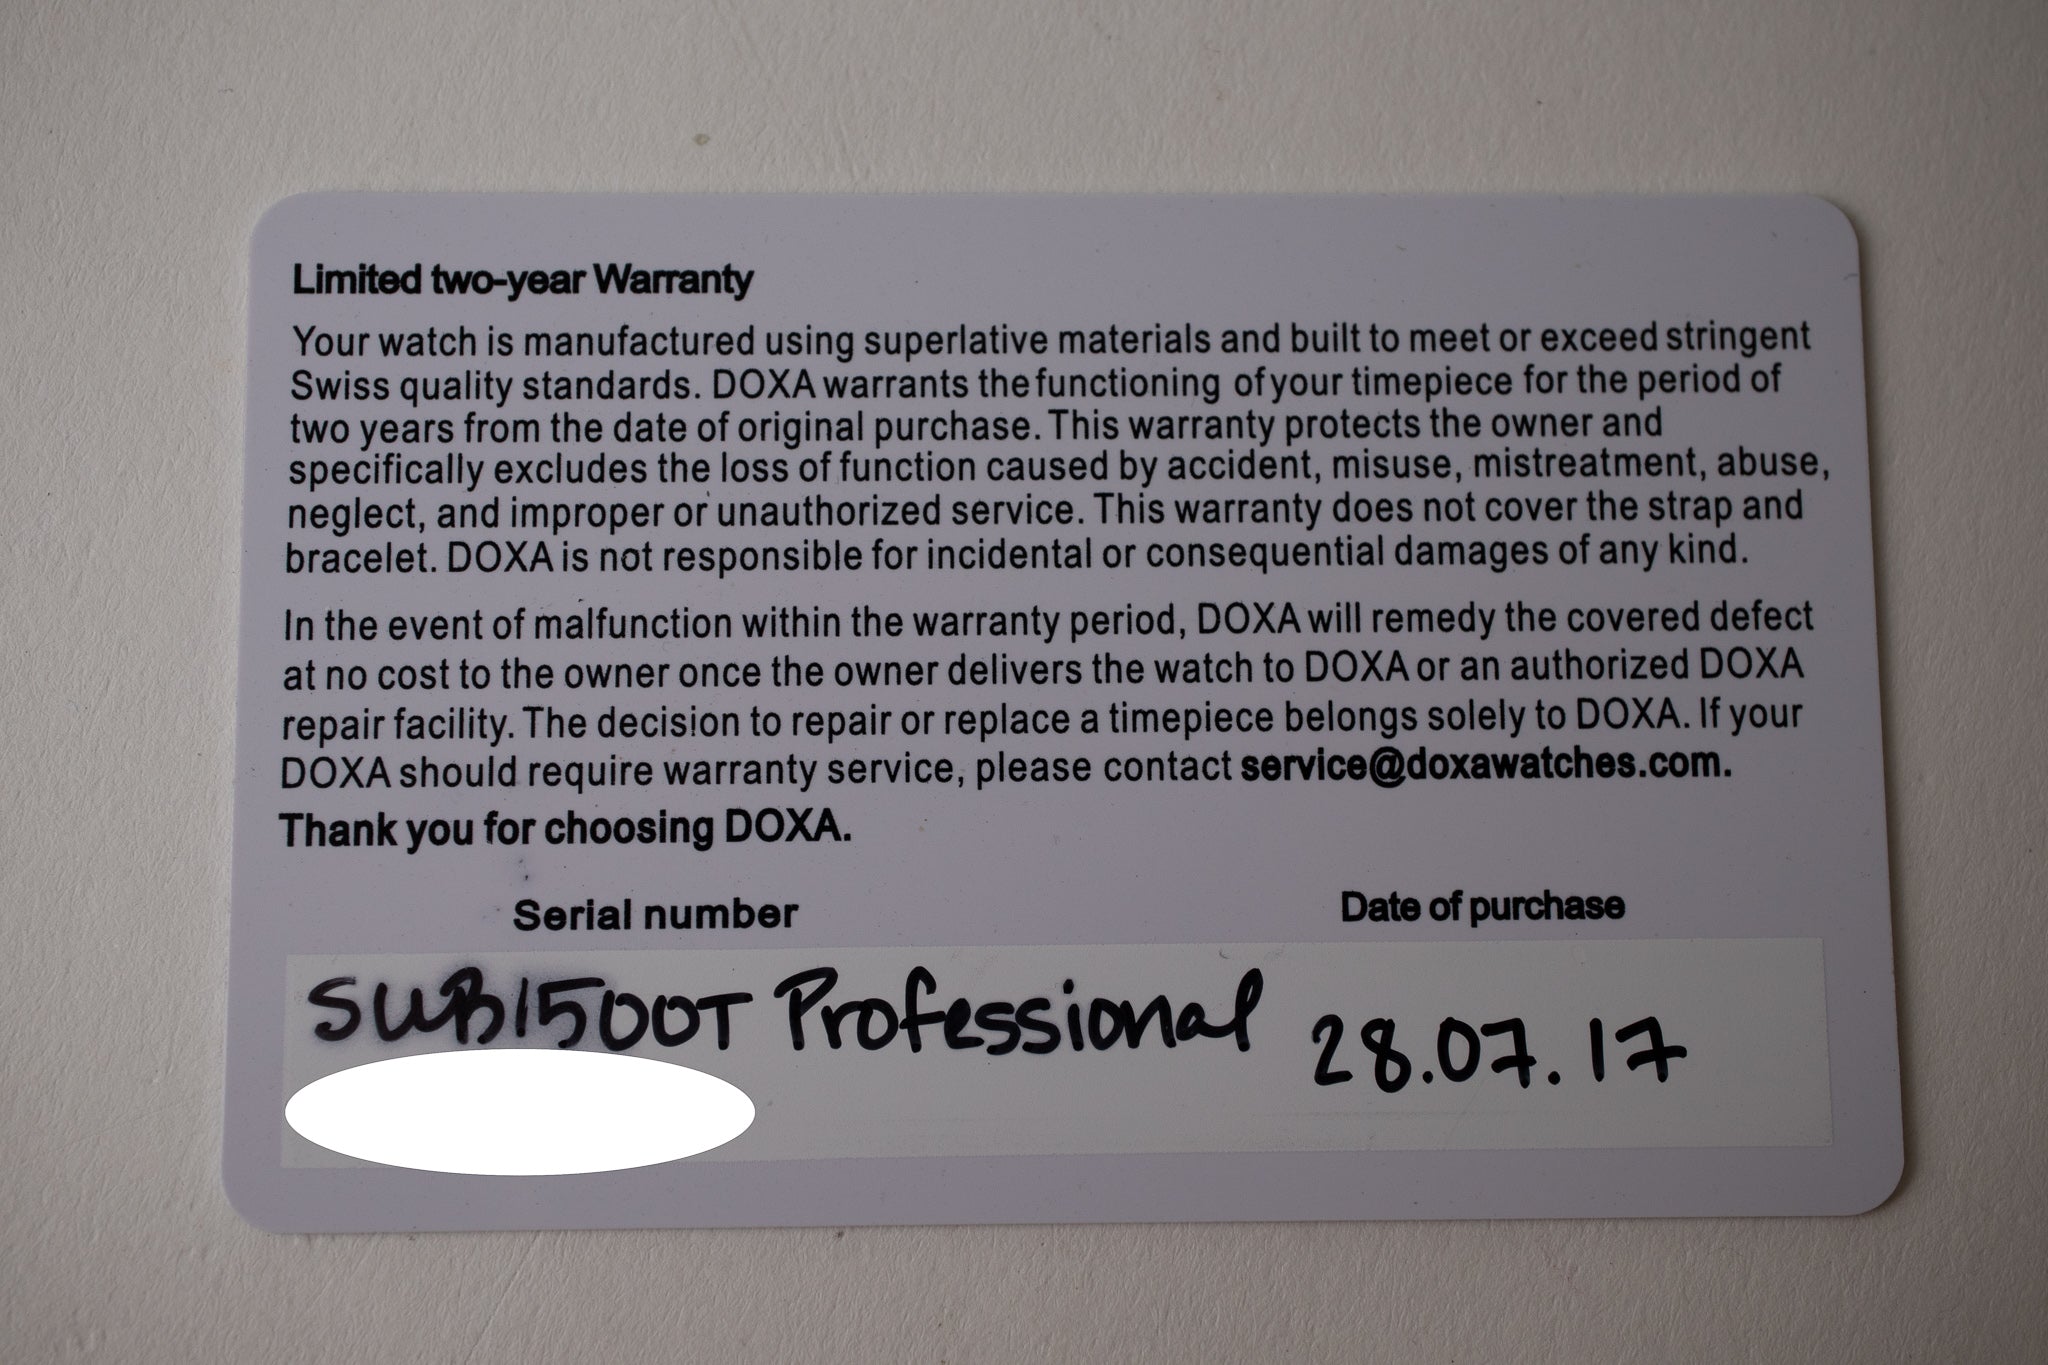 Limited two-year Warranty
Your watch is manufactured using superlative materials and built to meet or exceed stringent
Swiss quality standards. DOXA warrants the functioning of your timepiece for the period of
two years from the date of original purchase. This warranty protects the owner and
specifically excludes the loss of function caused by accident, misuse, mistreatment, abuse,
neglect, and improper or unauthorized service. This warranty does not cover the strap and
bracelet. DOXA is not responsible for incidental or consequential damages of any kind.
In the event of malfunction within the warranty period, DOXA will remedy the covered defect
at no cost to the owner once the owner delivers the watch to DOXA or an authorized DOXA
repair facility. The decision to repair or replace a timepiece belongs solely to DOXA. If your
DOXA should require warranty service, please contact service@doxawatches.com.
Thank you for choosing DOXA.
Serial number Date of purchase
SUB1500T Professional 28.07.17